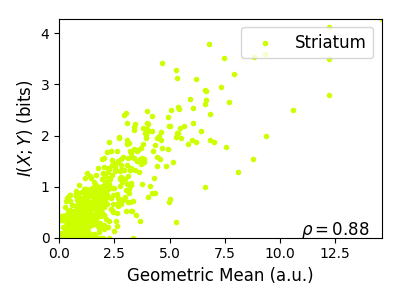 Striatum
4
3
2
1
0
I(X; Y) (bits)
ρ = 0.88
0.0 2.5 5.0 7.5 10.0 12.5
Geometric Mean (a.u.)